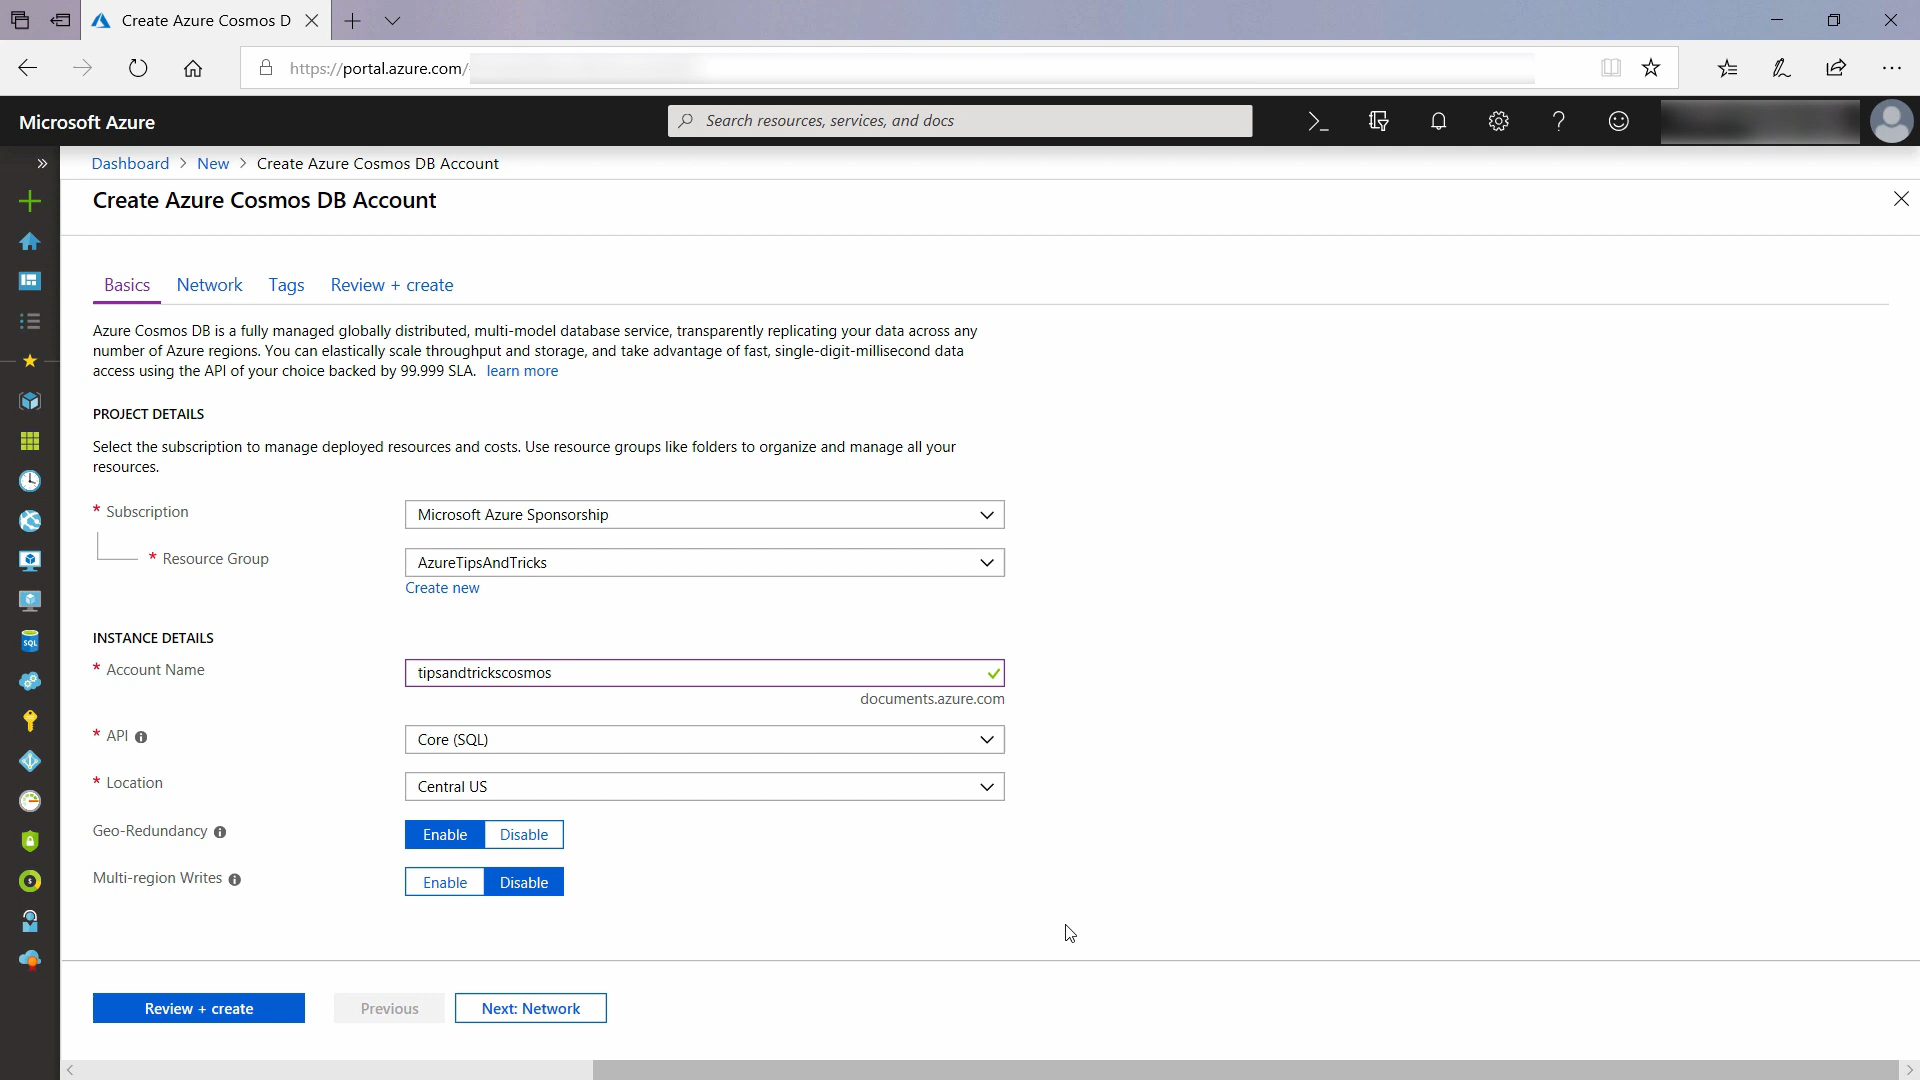 Create Azure Cosmos D
https://portal.azure.com/
Microsoft Azure
Search resources, services, and docs
Dashboard > New > Create Azure Cosmos DB Account
Create Azure Cosmos DB Account
Basics Network Tags Review + create
Azure Cosmos DB is a fully managed globally distributed, multi-model database service, transparently replicating your data across any
number of Azure regions. You can elastically scale throughput and storage, and take advantage of fast, single-digit-millisecond data
access using the API of your choice backed by 99.999 SLA. learn more
PROJECT DETAILS
Select the subscription to manage deployed resources and costs. Use resource groups like folders to organize and manage all your
resources.
* Subscription Microsoft Azure Sponsorship
* Resource Group AzureTipsAndTricks
Create new
INSTANCE DETAILS
* Account Name tipsandtrickscosmos
documents.azure.com
* API Core (SQL)
* Location Central US
Geo-Redundancy Enable Disable
Multi-region Writes Enable Disable
Review + create Previous Next: Network